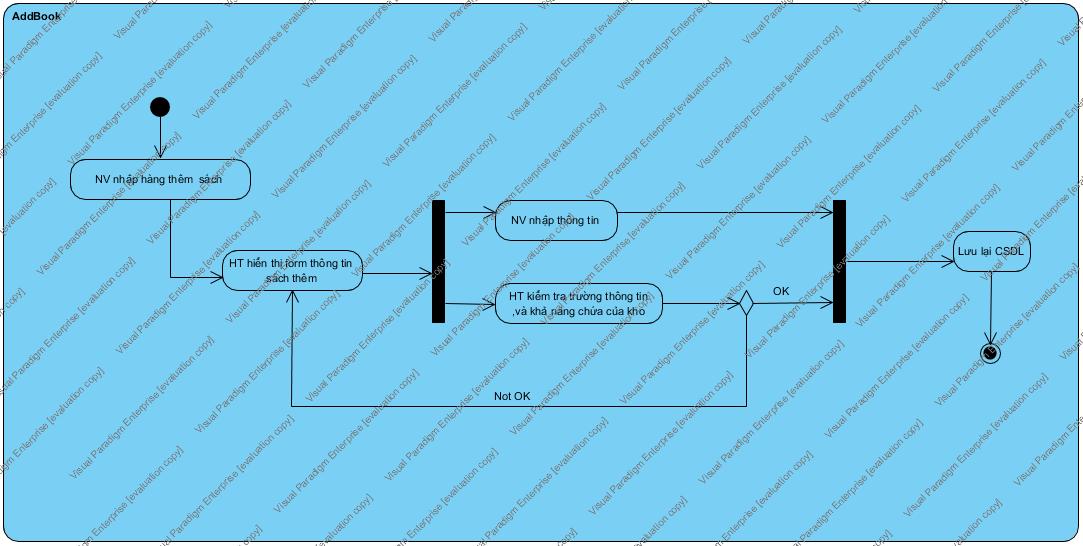 AddBook
NV nhập hàng thêm sách
HT hiển thị form thông tin
sách thêm
NV nhập thông tin
HT kiểm tra trường thông tin
,và khả năng chứa của kho
OK
Not OK
Lưu lại CSDL
Visual Paradigm Enterprise [evaluation copy]